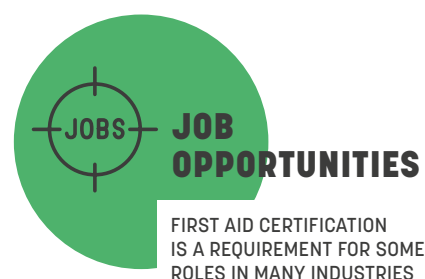 JOBS
JOB
OPPORTUNITIES
FIRST AID CERTIFICATION
IS A REQUIREMENT FOR SOME
ROLES IN MANY INDUSTRIES